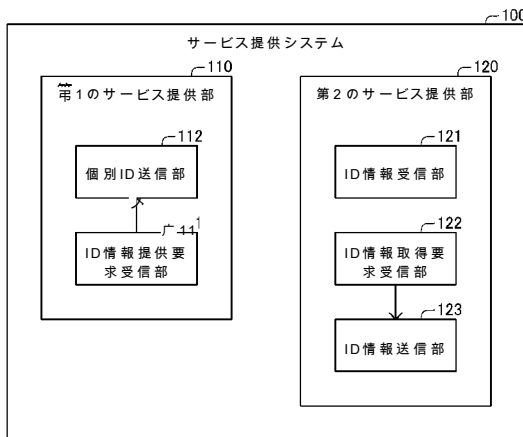 100
サービス提供システム
110
第1のサービス提供部
112
個別ID送信部
111
ID情報提供要
求受信部
120
第2のサービス提供部
121
ID情報受信部
122
ID情報取得要
求受信部
123
ID情報送信部